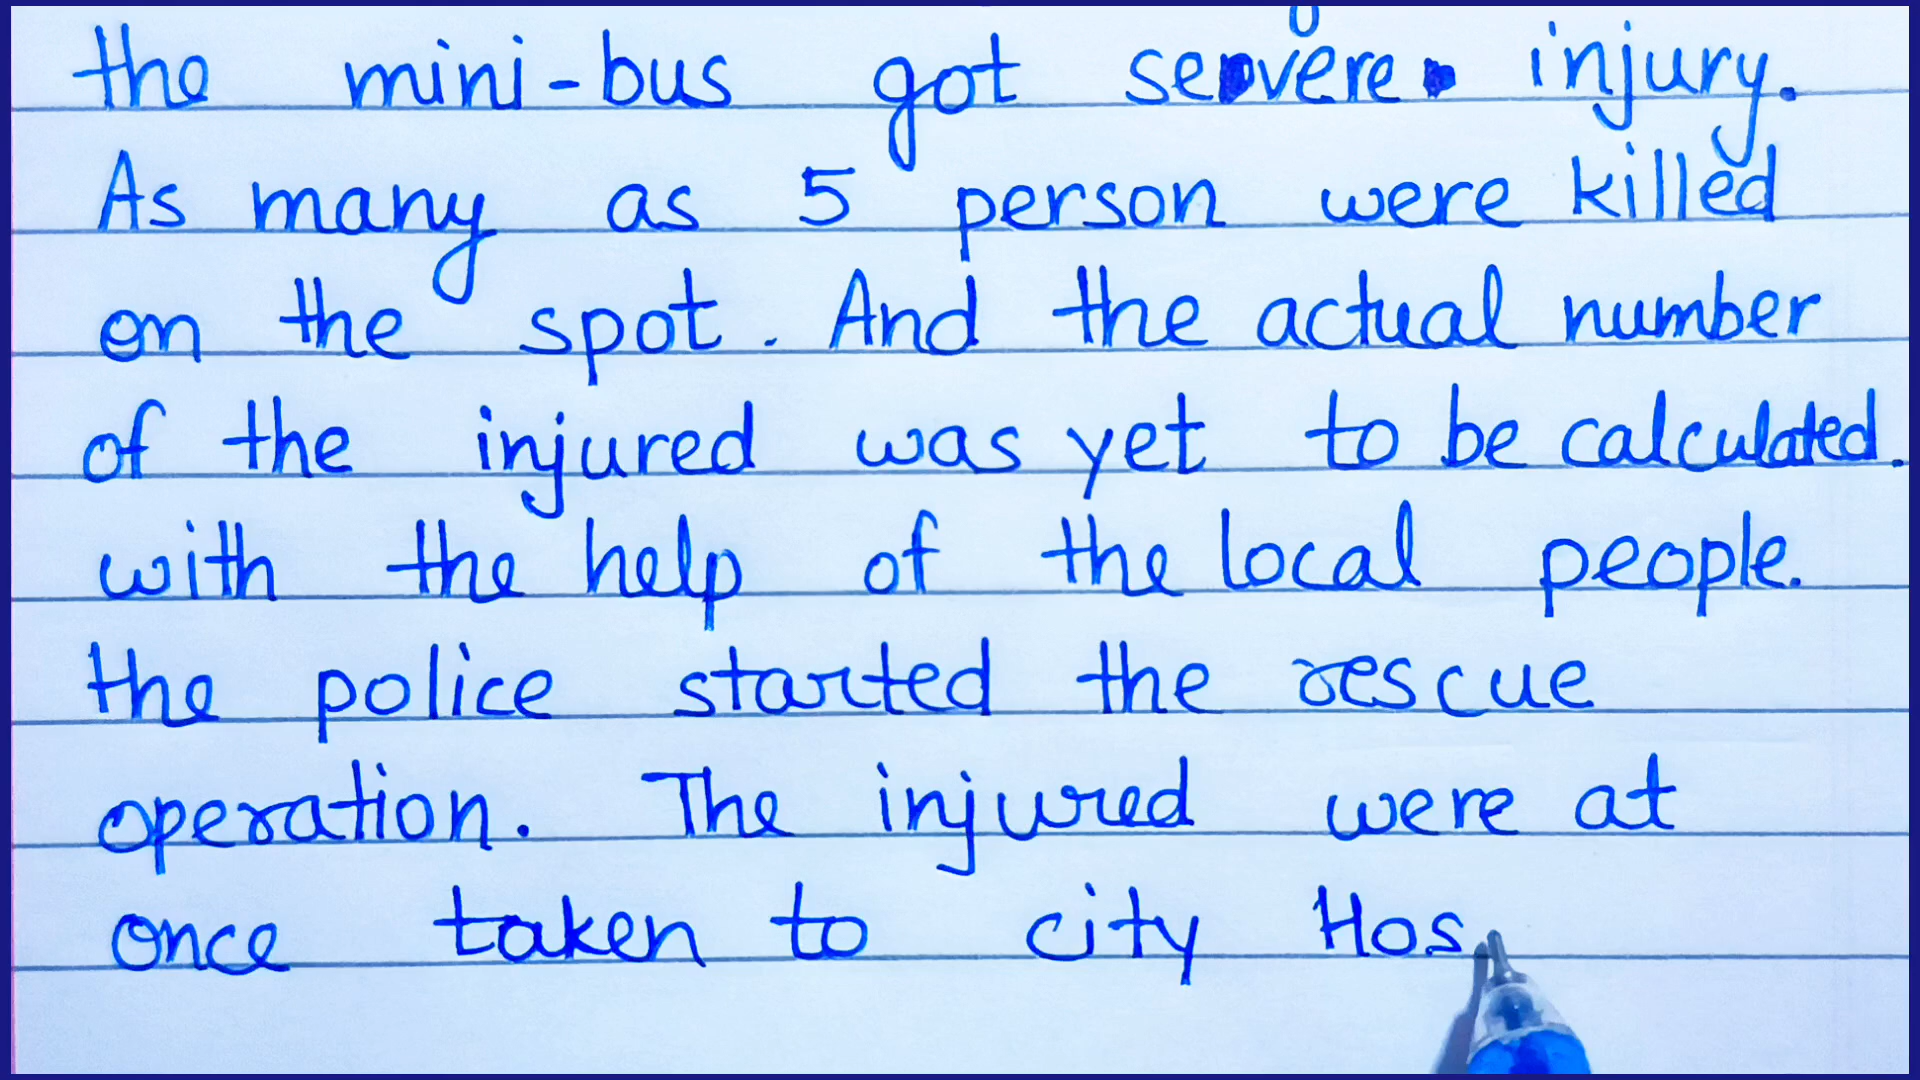 the mini-bus got severe injury.
As many as 5 person were killed
on the spot. And the actual number
of the injured was yet to be calculated.
with the help of the local people.
the police started the rescue
operation. The injured were at
once taken to city Hos